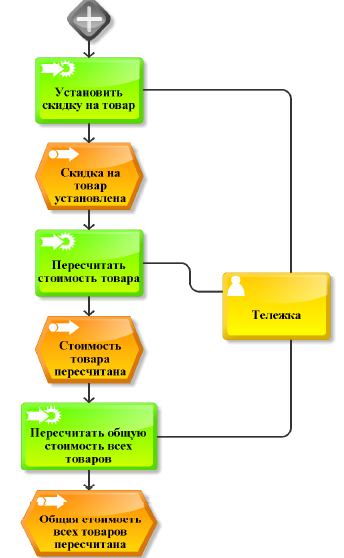 Установить
скидку на товар
Скидка на
товар
установлена
Пересчитать
стоимость товара
Тележка
Стоимость
товара
пересчитана
Пересчитать общую
стоимость всех
товаров
Общая стоимость
всех товаров
пересчитана